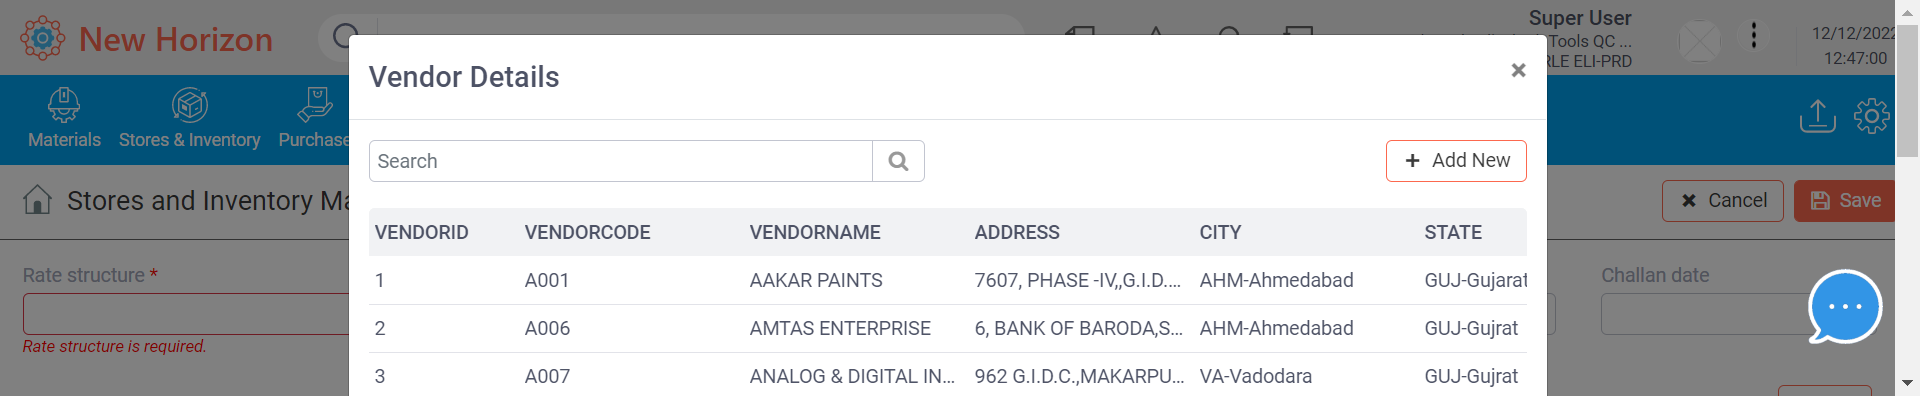 New Horizon
Super User
Tools QC ...
RLE ELI-PRD
12/12/2022
12:47:00
Vendor Details
×
Materials
Stores & Inventory
Purchase
Search
+ Add New
Stores and Inventory Ma
Cancel
Save
VENDORID VENDORCODE VENDORNAME ADDRESS CITY STATE
1 A001 AAKAR PAINTS 7607, PHASE -IV,,G.I.D.... AHM-Ahmedabad GUJ-Gujarat
2 A006 AMTAS ENTERPRISE 6, BANK OF BARODA,S... AHM-Ahmedabad GUJ-Gujrat
3 A007 ANALOG & DIGITAL IN... 962 G.I.D.C.,MAKARPU... VA-Vadodara GUJ-Gujrat
Rate structure *
Rate structure is required.
Challan date